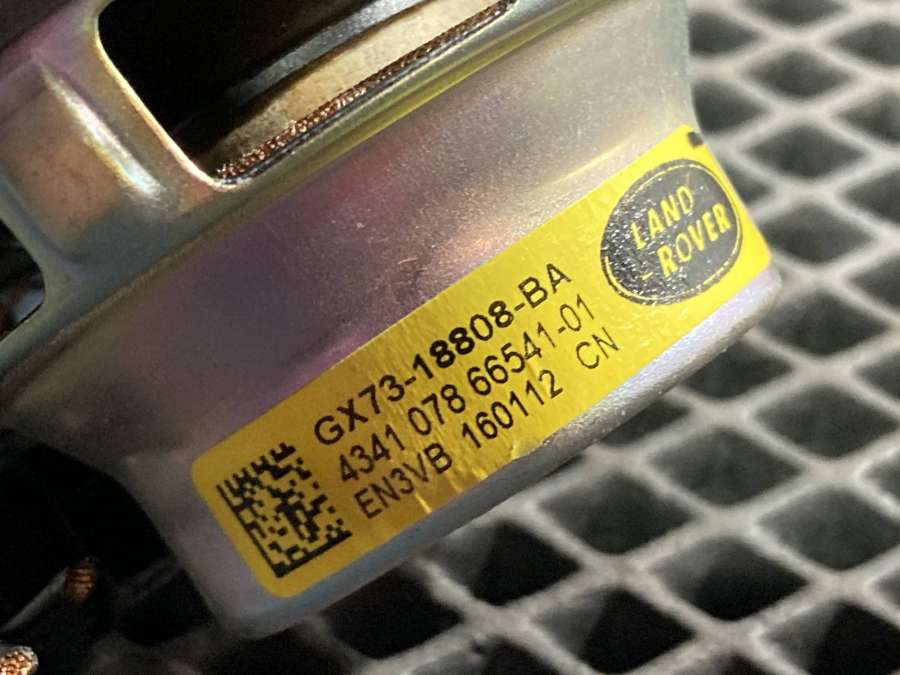 LAND
ROVER
GX73-18808-BA
4341 078 66541-01
EN3VB 160112 CN